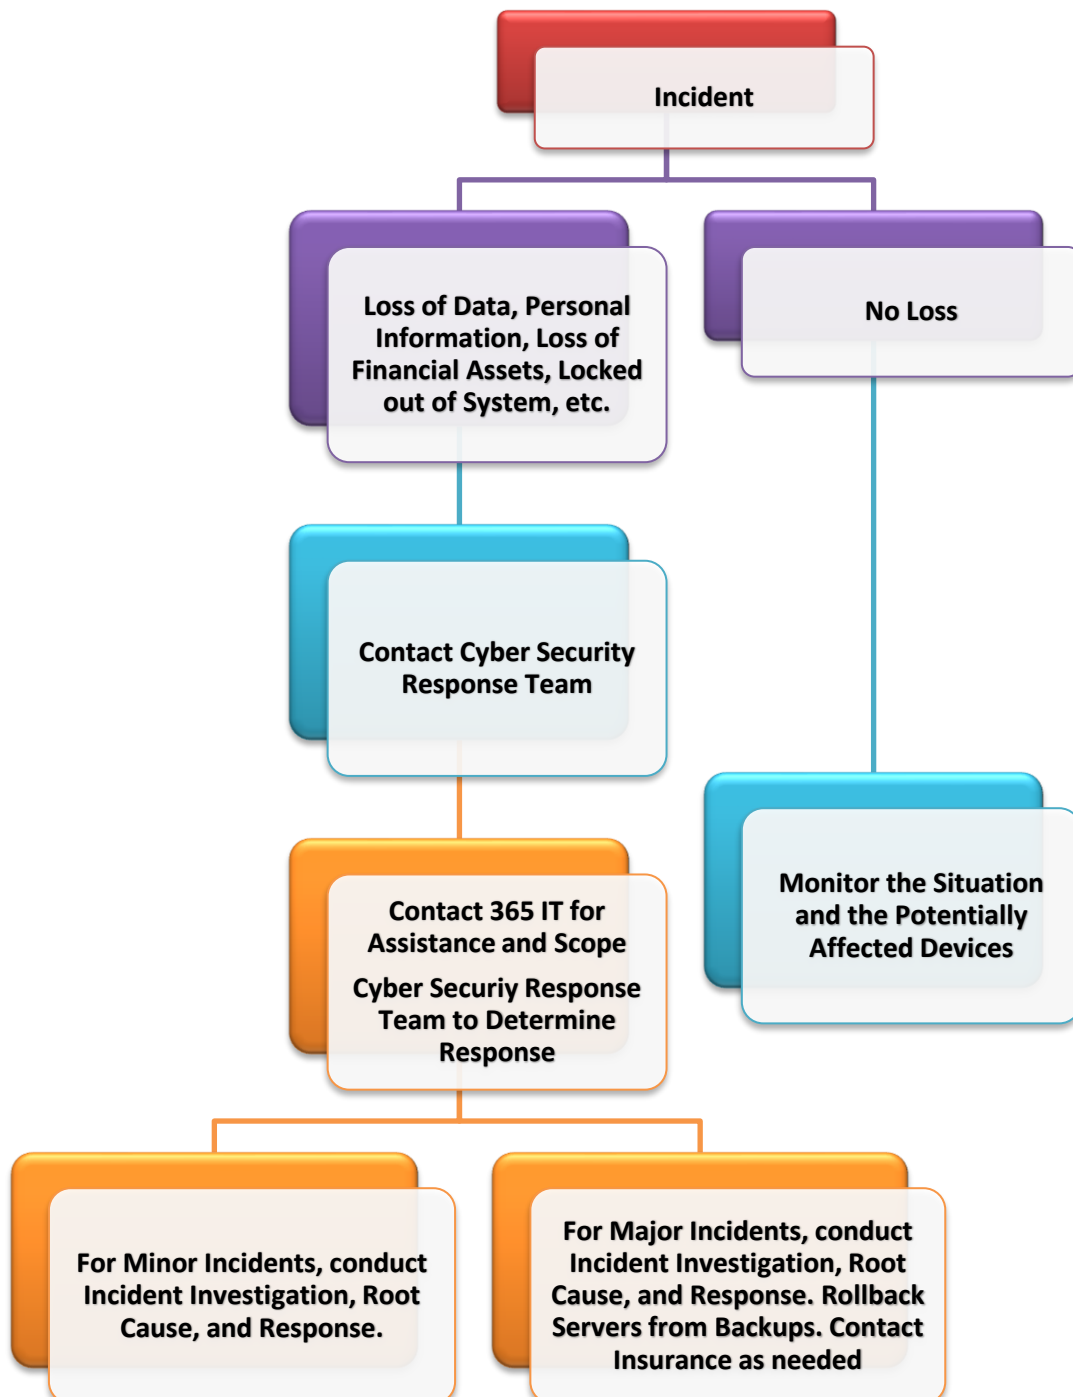 Incident
Loss of Data, Personal
Information, Loss of
Financial Assets, Locked
out of System, etc.
No Loss
Contact Cyber Security
Response Team
Monitor the Situation
and the Potentially
Affected Devices
Contact 365 IT for
Assistance and Scope
Cyber Securiy Response
Team to Determine
Response
For Minor Incidents, conduct
Incident Investigation, Root
Cause, and Response.
For Major Incidents, conduct
Incident Investigation, Root
Cause, and Response. Rollback
Servers from Backups. Contact
Insurance as needed